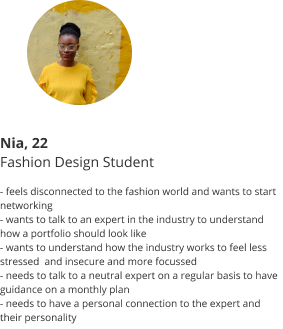 Nia, 22
Fashion Design Student
- feels disconnected to the fashion world and wants to start
networking
- wants to talk to an expert in the industry to understand
how a portfolio should look like
- wants to understand how the industry works to feel less
stressed and insecure and more focussed
- needs to talk to a neutral expert on a regular basis to have
guidance on a monthly plan
- needs to have a personal connection to the expert and
their personality